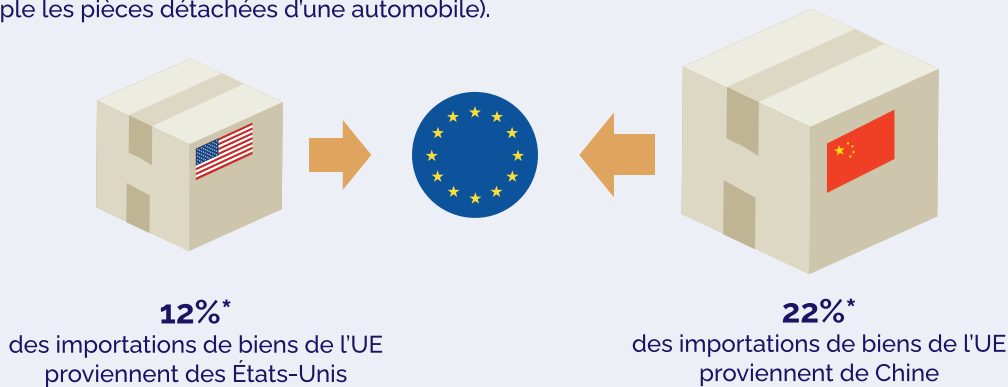 ple les pièces détachées d'une automobile).
12%*
des importations de biens de l'UE
proviennent des États-Unis
22%*
des importations de biens de l'UE
proviennent de Chine